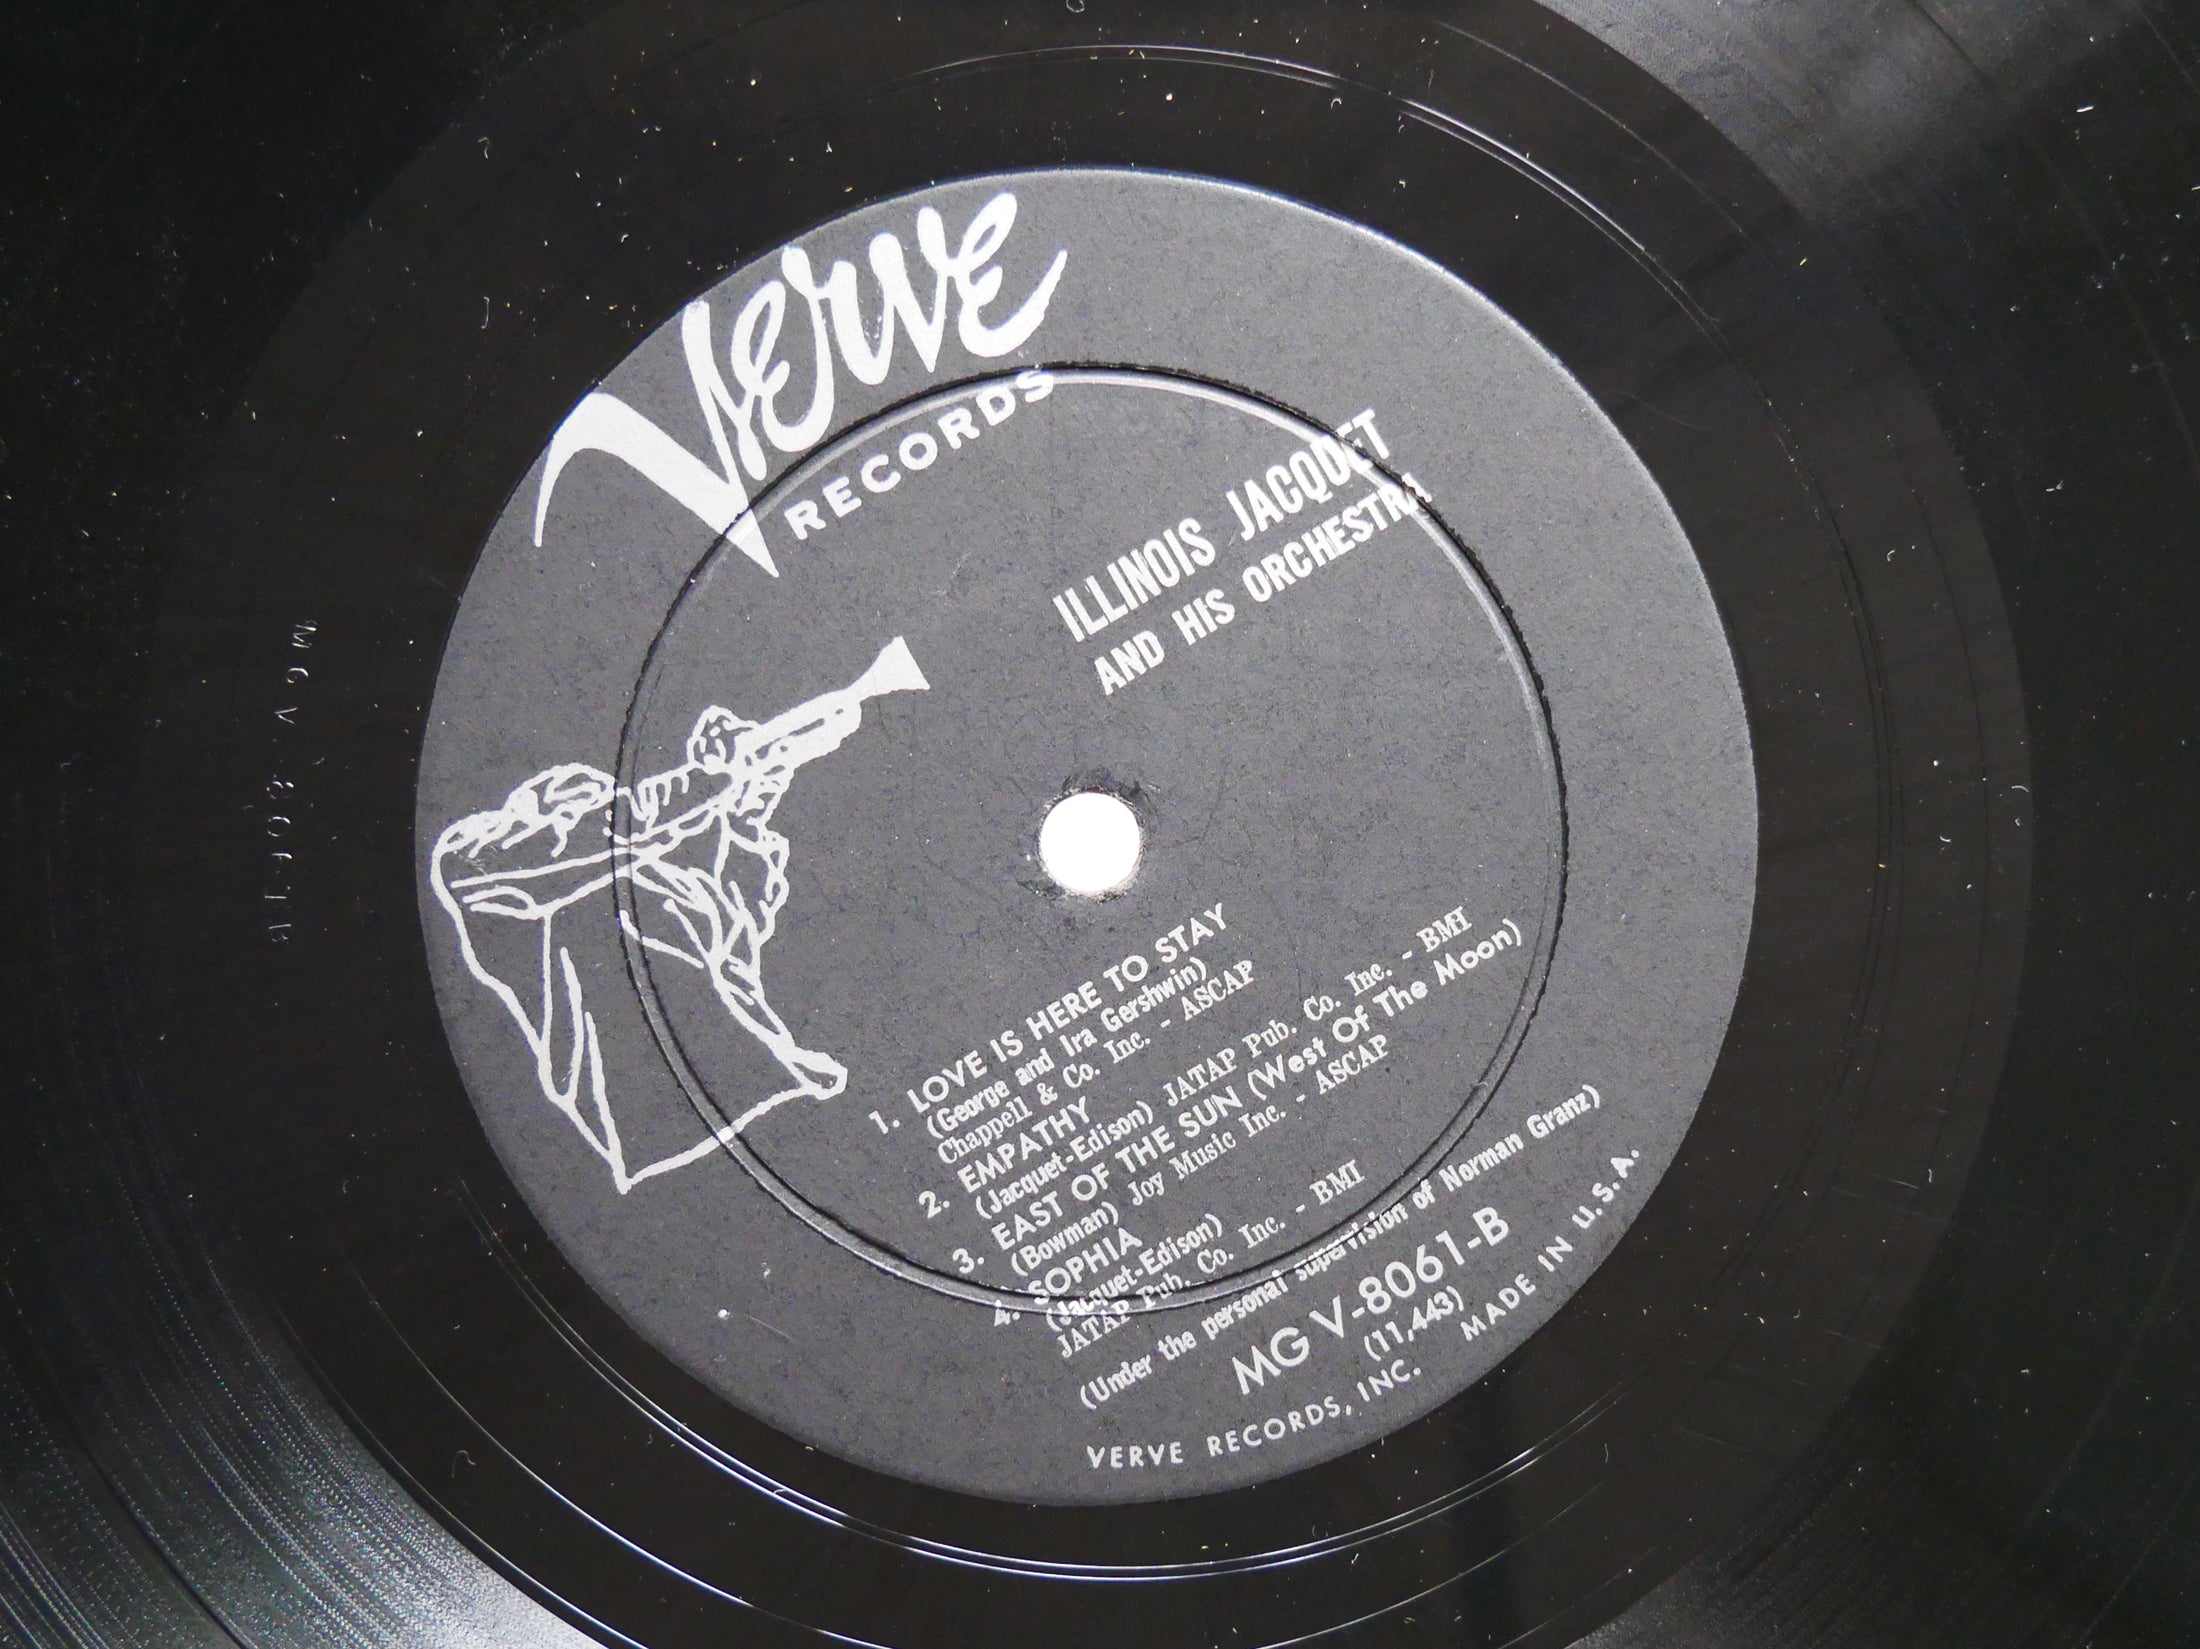 Verve
RECORDS
ILLINOIS JACQUET
AND HIS ORCHESTRA
1. LOVE IS HERE TO STAY
(George and Ira Gershwin)
Chappell & Co. Inc. - ASCAP
2. EMPATHY
(Jacquet-Edison) JATAP Pub. Co. Inc. - BMI
3. EAST OF THE SUN (West Of The Moon)
(Bowman) Joy Music Inc. - ASCAP
4. SOPHIA
(Jacquet-Edison)
JATAP Pub. Co. Inc. - BMI
(Under the personal supervision of Norman Granz)
MG V-8061-B
(11,443)
VERVE RECORDS, INC. MADE IN U.S.A.